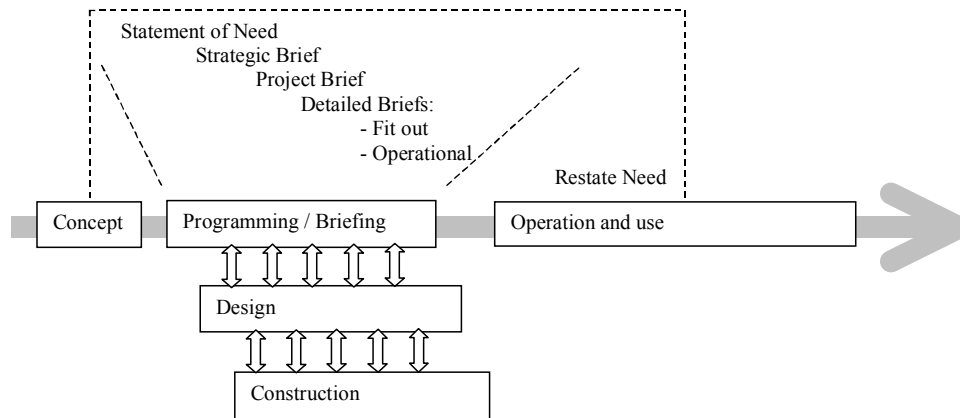 Statement of Need
Strategic Brief
Project Brief
Detailed Briefs:
- Fit out
- Operational
Restate Need
Concept
Programming / Briefing
Operation and use
Design
Construction